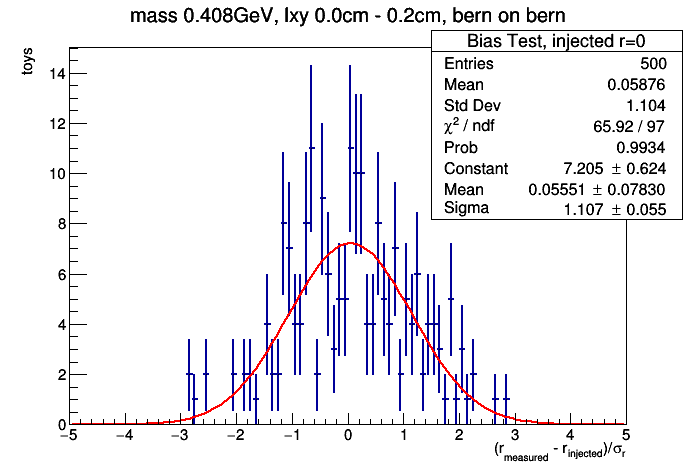 mass 0.408GeV, lxy 0.0cm - 0.2cm, bern on bern
toys
Bias Test, injected r=0
Entries 500
Mean 0.05876
Std Dev 1.104
χ² / ndf 65.92 / 97
Prob 0.9934
Constant 7.205 ± 0.624
Mean 0.05551 ± 0.07830
Sigma 1.107 ± 0.055
14
12
10
8
6
4
2
0
−5 −4 −3 −2 −1 0 1 2 3 4 5
(r_measured - r_injected)/σ_r